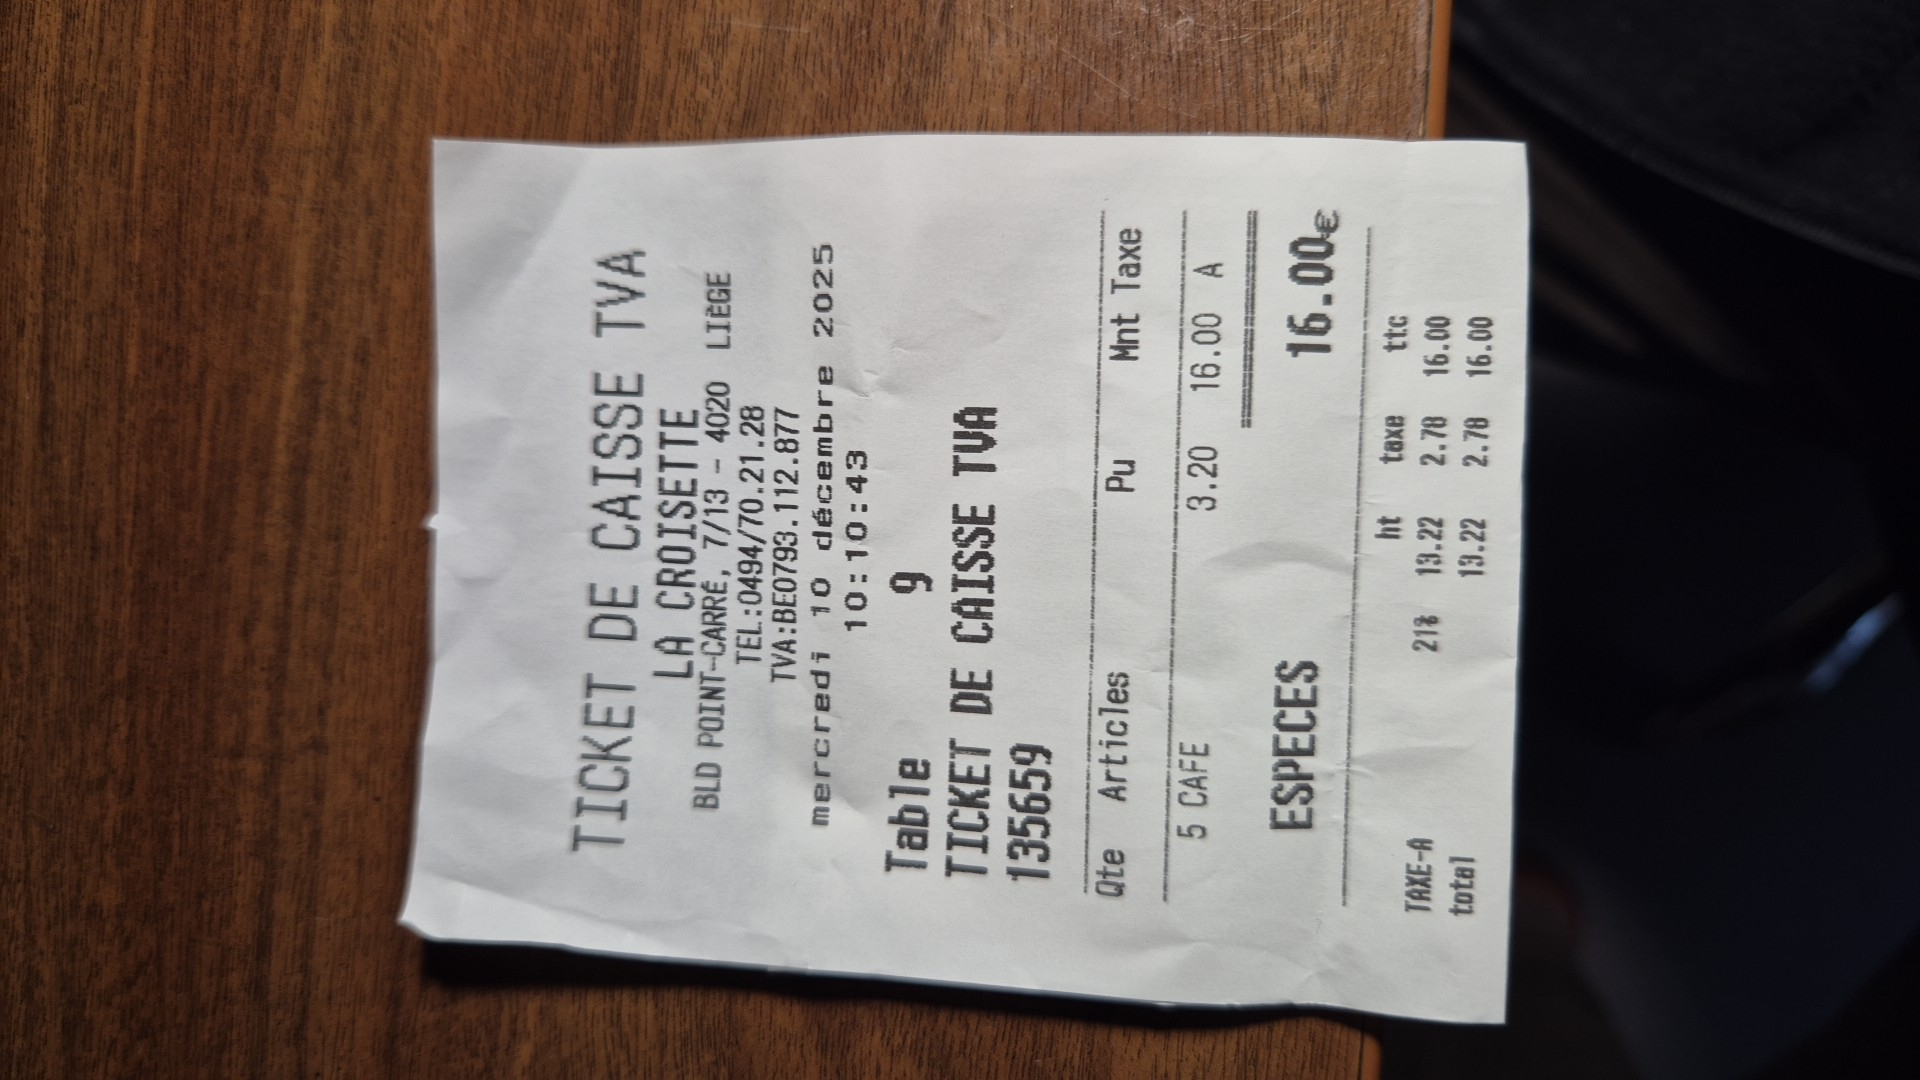 TICKET DE CAISSE TVA
LA CROISETTE
BLD POINT-CARRÉ, 7/13 - 4020 LIÈGE
TEL:0494/70.21.28
TVA:BE0793.112.877
mercredi 10 décembre 2025
10:10:43
Table 9
TICKET DE CAISSE TVA
135659
Qte Articles Pu Mnt Taxe
5 CAFE 3.20 16.00 A
ESPECES 16.00€
ht taxe ttc
TAXE-A 21% 13.22 2.78 16.00
total 13.22 2.78 16.00